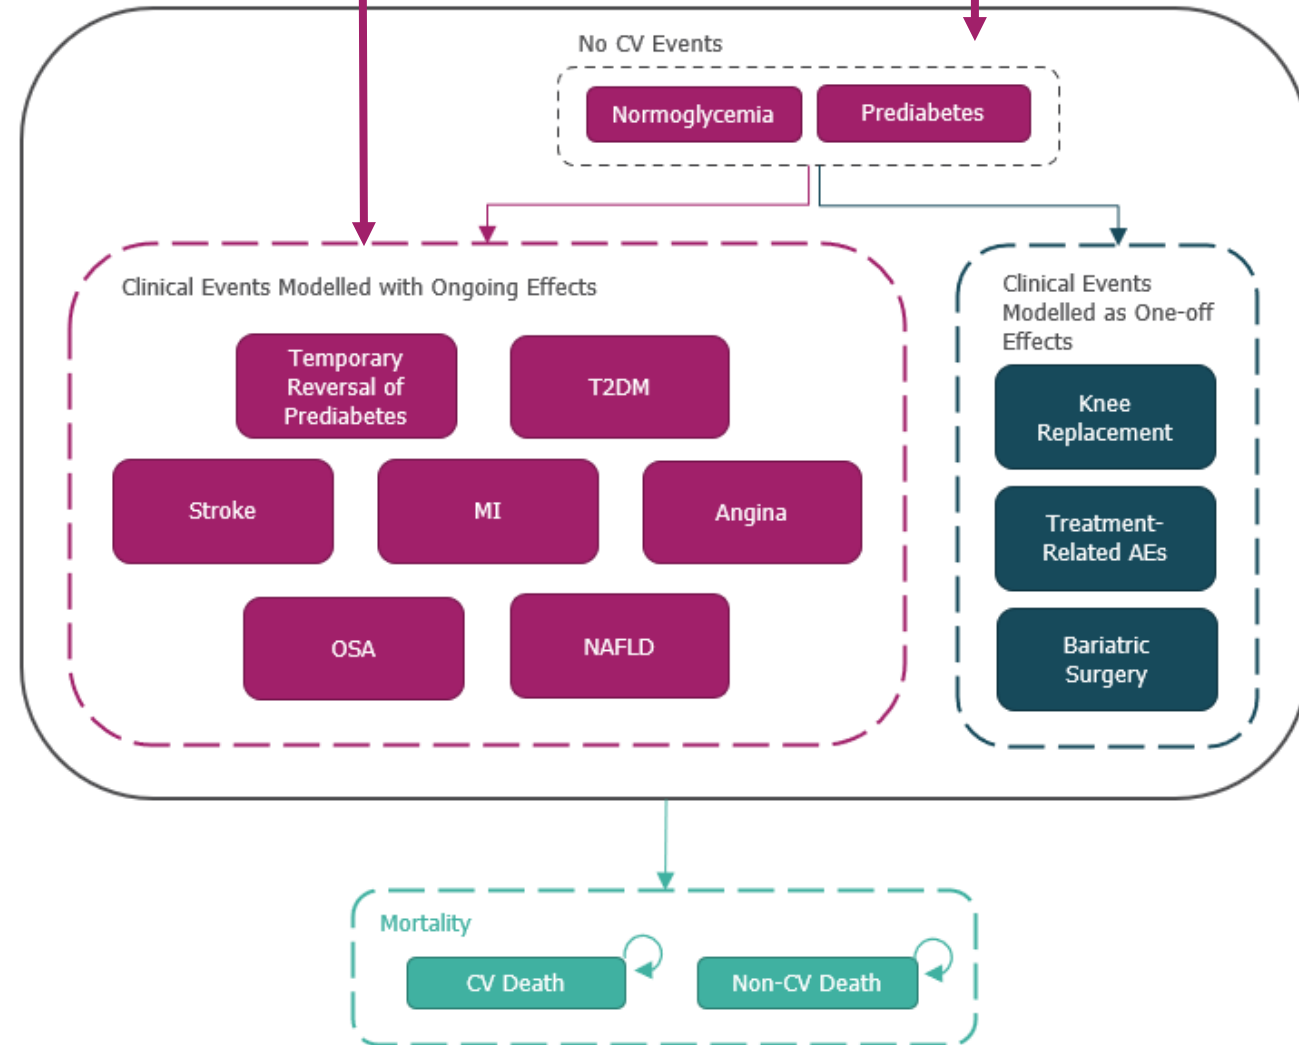 No CV Events
Normoglycemia
Prediabetes
Clinical Events Modelled with Ongoing Effects
Temporary
Reversal of
Prediabetes
T2DM
Stroke
MI
Angina
OSA
NAFLD
Clinical Events
Modelled as One-off
Effects
Knee
Replacement
Treatment-
Related AEs
Bariatric
Surgery
Mortality
CV Death
Non-CV Death